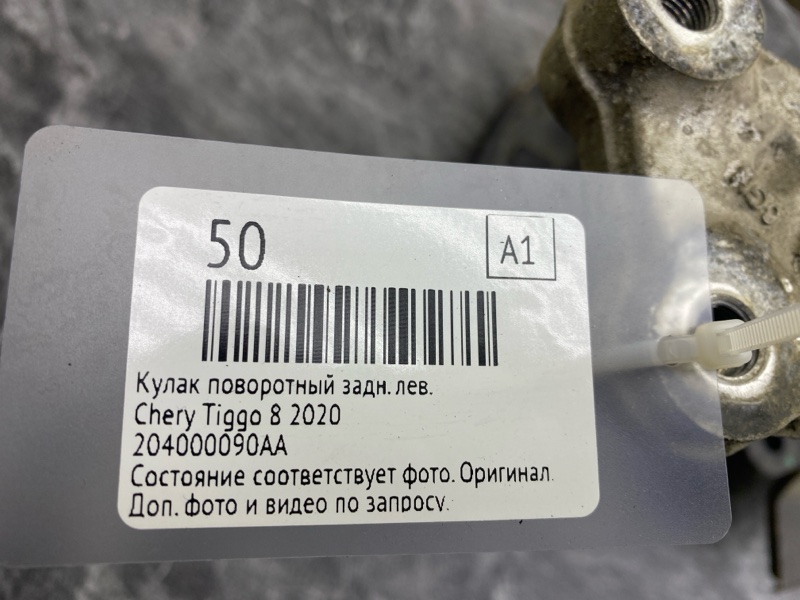 50
A1
Кулак поворотный задн. лев.
Chery Tiggo 8 2020
204000090AA
Состояние соответствует фото. Оригинал.
Доп. фото и видео по запросу.